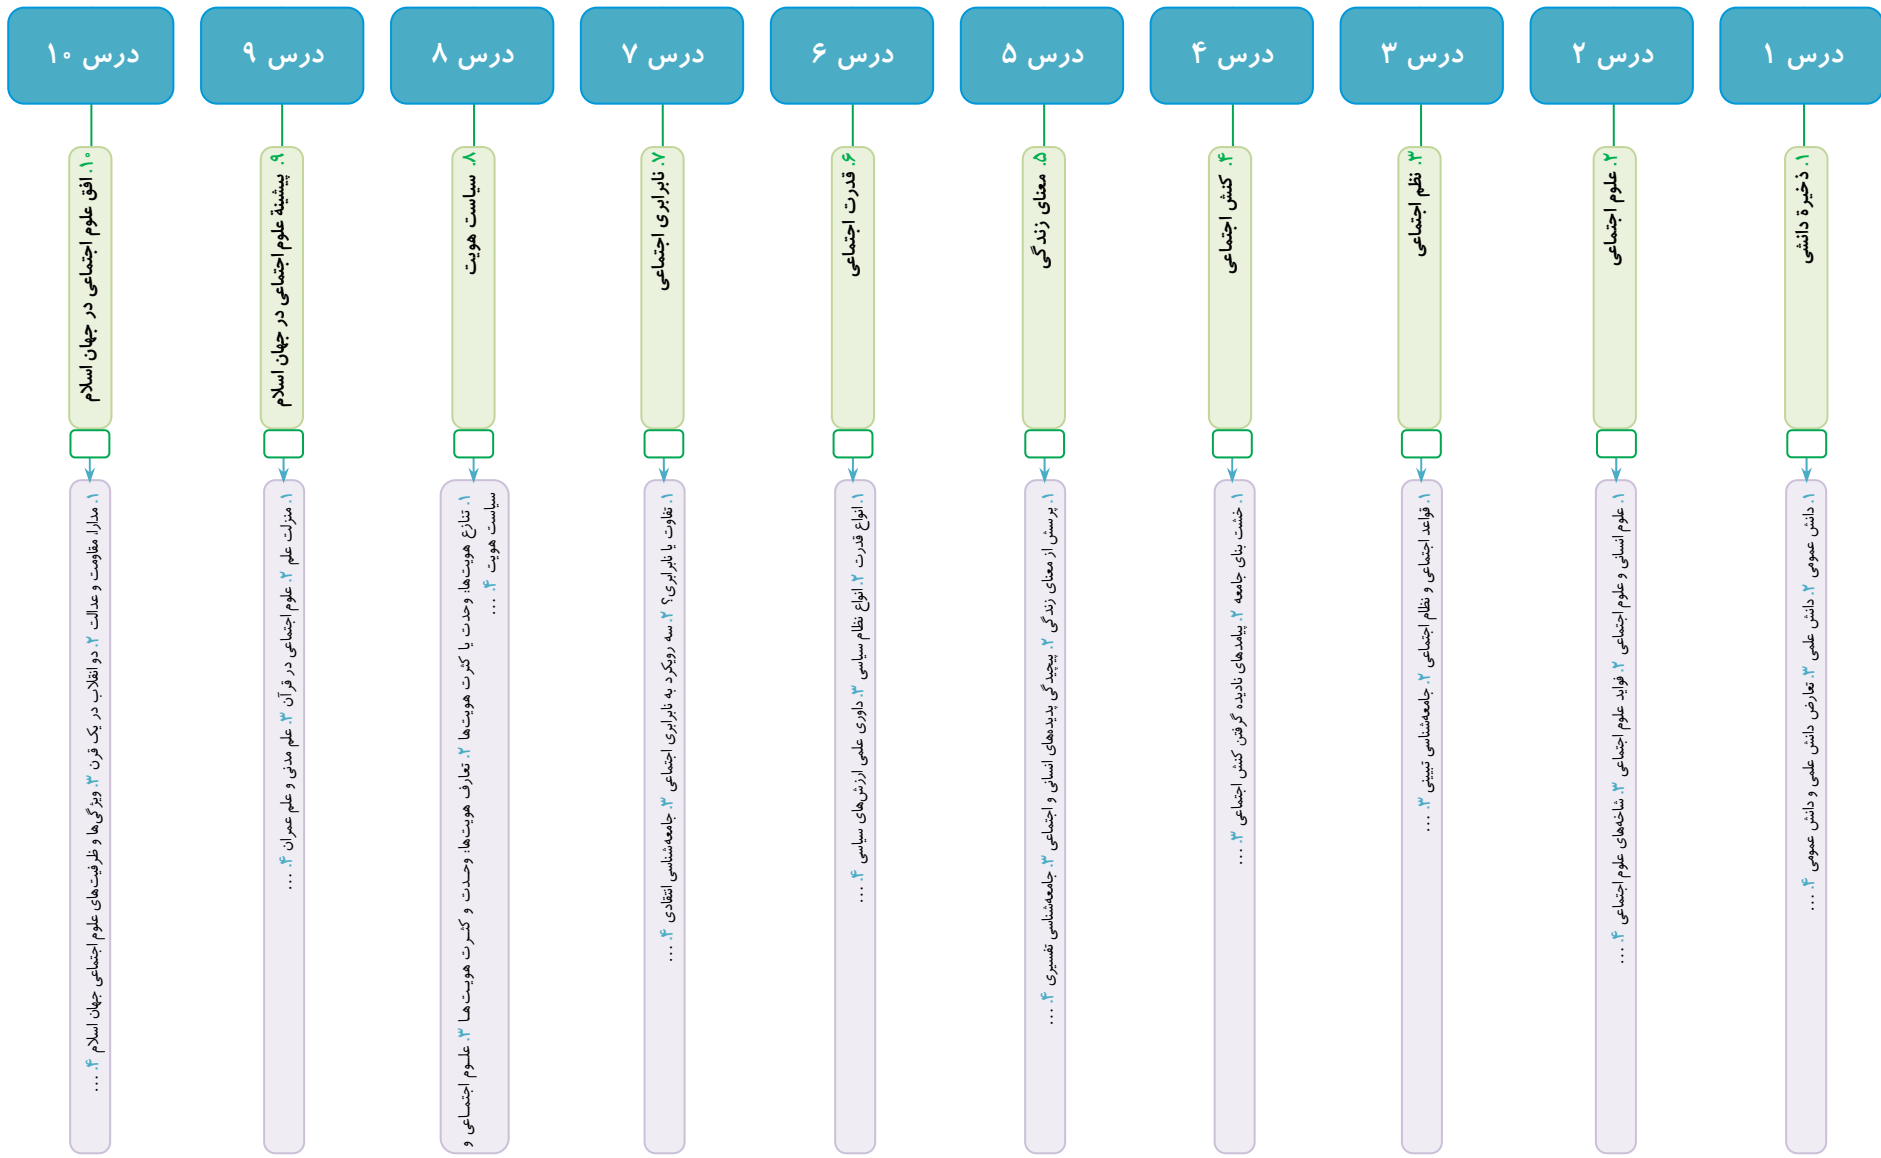 درس ۱
۱. ذخیرۀ دانشی
۱. دانش عمومی ۲. دانش علمی ۳. تعارض دانش علمی و دانش عمومی ۴. ...
درس ۲
۲. علوم اجتماعی
۱. علوم انسانی و علوم اجتماعی ۲. فواید علوم اجتماعی ۳. شاخه‌های علوم اجتماعی ۴. ...
درس ۳
۳. نظم اجتماعی
۱. قواعد اجتماعی و نظام اجتماعی ۲. جامعه‌شناسی تبیینی ۳. ...
درس ۴
۴. کنش اجتماعی
۱. خشت بنای جامعه ۲. پیامدهای نادیده گرفتن کنش اجتماعی ۳. ...
درس ۵
۵. معنای زندگی
۱. پرسش از معنای زندگی ۲. پیچیدگی پدیده‌های انسانی و اجتماعی ۳. جامعه‌شناسی تفسیری ۴. ...
درس ۶
۶. قدرت اجتماعی
۱. انواع قدرت ۲. انواع نظام سیاسی ۳. داوری علمی ارزش‌های سیاسی ۴. ...
درس ۷
۷. نابرابری اجتماعی
۱. تفاوت یا نابرابری؟ ۲. سه رویکرد به نابرابری اجتماعی ۳. جامعه‌شناسی انتقادی ۴. ...
درس ۸
۸. سیاست هویت
۱. تنازع هویت‌ها: وحدت یا کثرت هویت‌ها ۲. تعارف هویت‌ها: وحدت و کثرت هویت‌ها ۳. علوم اجتماعی و
سیاست هویت ۴. ...
درس ۹
۹. پیشینۀ علوم اجتماعی در جهان اسلام
۱. منزلت علم ۲. علوم اجتماعی در قرآن ۳. علم مدنی و علم عمران ۴. ...
درس ۱۰
۱۰. افق علوم اجتماعی در جهان اسلام
۱. مدارا، مقاومت و عدالت ۲. دو انقلاب در یک قرن ۳. ویژگی‌ها و ظرفیت‌های علوم اجتماعی جهان اسلام ۴. ...